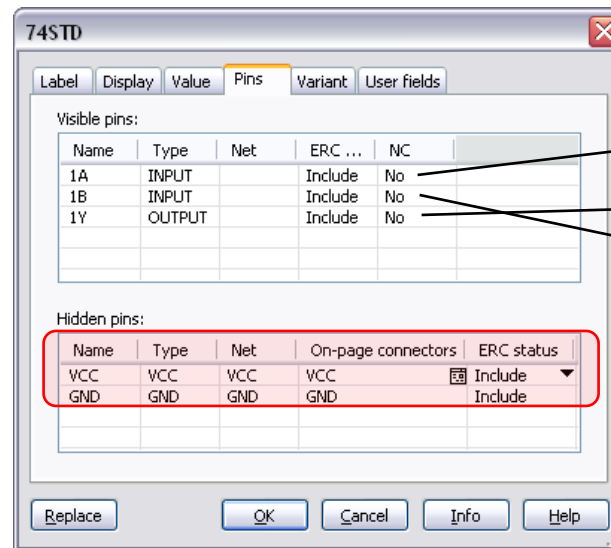 74STD
Label Display Value Pins Variant User fields
Visible pins:
Name Type Net ERC ... NC
1A INPUT Include No
1B INPUT Include No
1Y OUTPUT Include No
Hidden pins:
Name Type Net On-page connectors ERC status
VCC VCC VCC VCC Include
GND GND GND GND Include
Replace OK Cancel Info Help